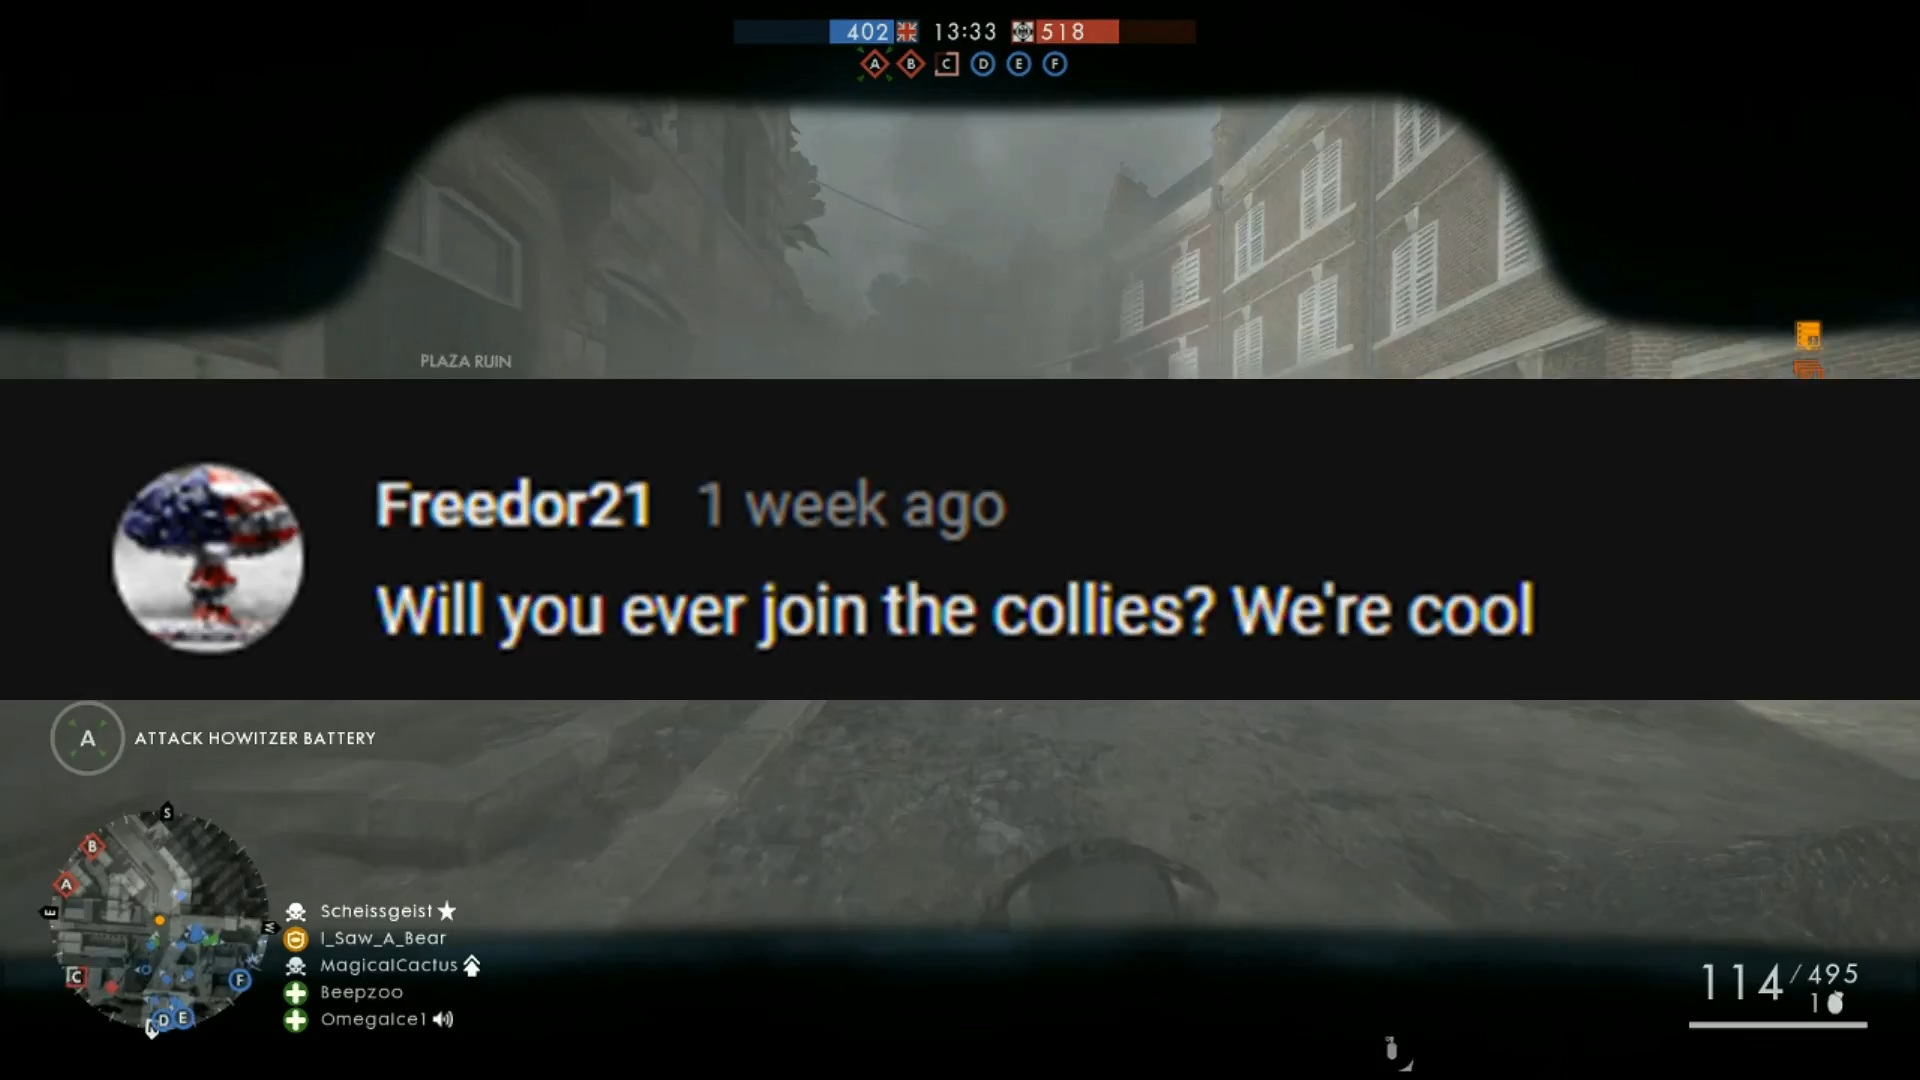 402 13:33 518
A B C D E F
PLAZA RUIN
Freedor21 1 week ago
Will you ever join the collies? We're cool
A ATTACK HOWITZER BATTERY
S
B
A
E
W
C
F
D E
N
Scheissgeist
I_Saw_A_Bear
MagicalCactus
Beepzoo
OmegaIce1
114/495
1